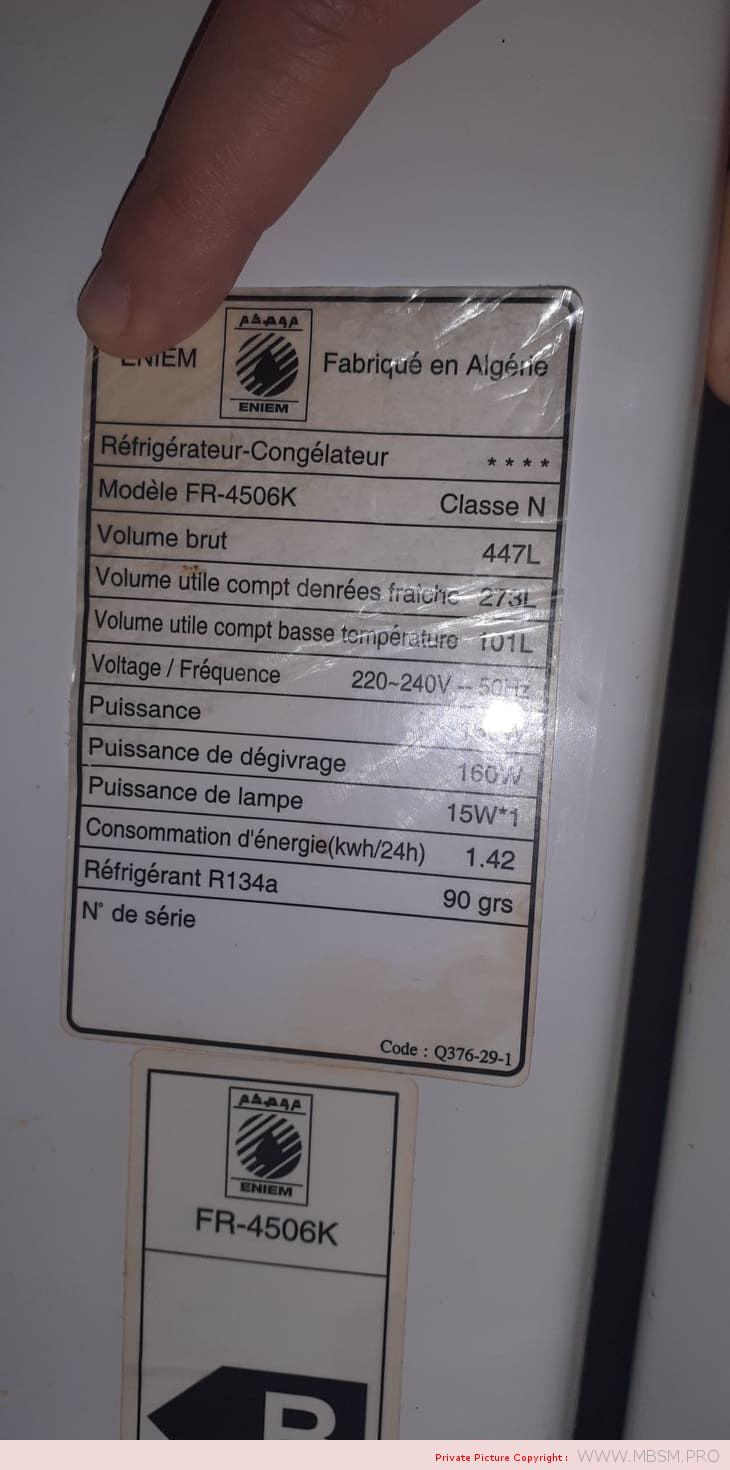 ENIEM
ENIEM
Fabriqué en Algérie
Réfrigérateur-Congélateur * * * *
Modèle FR-4506K Classe N
Volume brut 447L
Volume utile compt denrées fraîche 273L
Volume utile compt basse température 101L
Voltage / Fréquence 220~240V -- 50Hz
Puissance
Puissance de dégivrage 160W
Puissance de lampe 15W*1
Consommation d'énergie(kwh/24h) 1.42
Réfrigérant R134a 90 grs
N° de série
Code : Q376-29-1
ENIEM
FR-4506K
B
Private Picture Copyright : WWW.MBSM.PRO